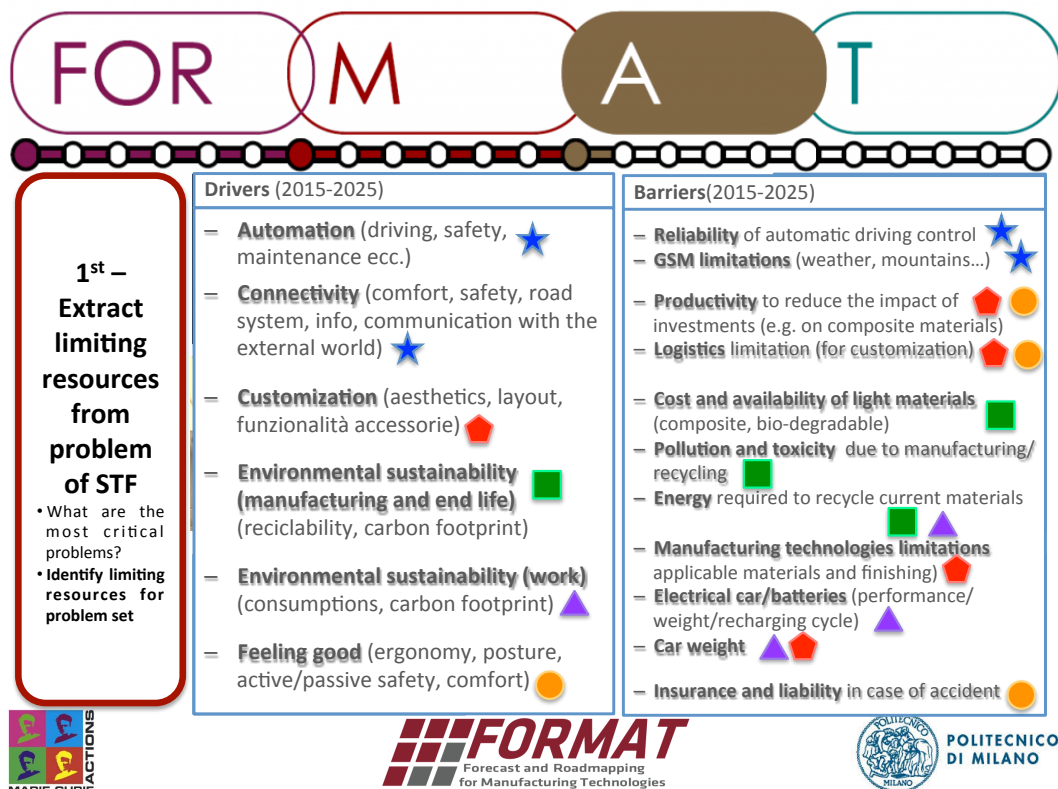 FOR M A T
1st –
Extract
limiting
resources
from
problem
of STF
• What are the
most critical
problems?
• Identify limiting
resources for
problem set
Drivers (2015-2025)
– Automation (driving, safety,
maintenance ecc.)
– Connectivity (comfort, safety, road
system, info, communication with the
external world)
– Customization (aesthetics, layout,
funzionalità accessorie)
– Environmental sustainability
(manufacturing and end life)
(reciclability, carbon footprint)
– Environmental sustainability (work)
(consumptions, carbon footprint)
– Feeling good (ergonomy, posture,
active/passive safety, comfort)
Barriers(2015-2025)
– Reliability of automatic driving control
– GSM limitations (weather, mountains…)
– Productivity to reduce the impact of
investments (e.g. on composite materials)
– Logistics limitation (for customization)
– Cost and availability of light materials
(composite, bio-degradable)
– Pollution and toxicity due to manufacturing/
recycling
– Energy required to recycle current materials
– Manufacturing technologies limitations
applicable materials and finishing)
– Electrical car/batteries (performance/
weight/recharging cycle)
– Car weight
– Insurance and liability in case of accident
MARIE CURIE
ACTIONS
FORMAT
Forecast and Roadmapping
for Manufacturing Technologies
POLITECNICO
MILANO
POLITECNICO
DI MILANO